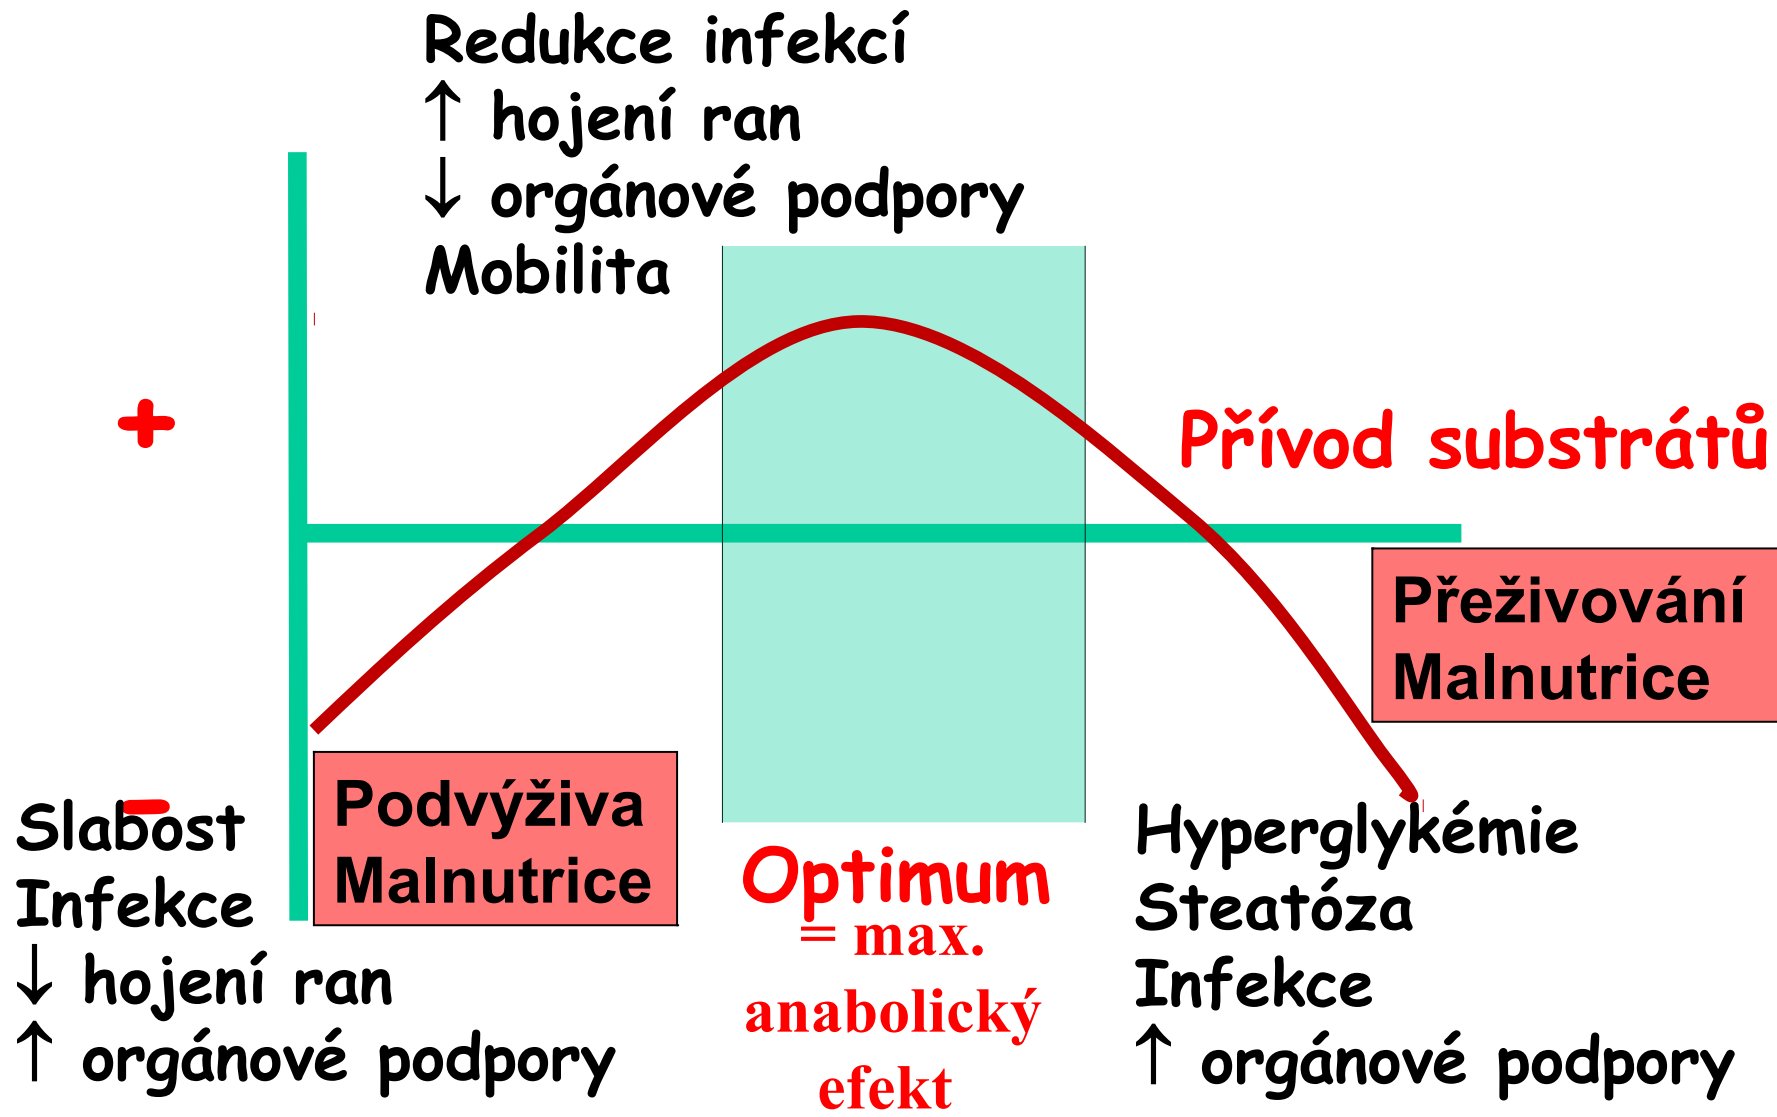 Redukce infekcí
↑ hojení ran
↓ orgánové podpory
Mobilita
+
Přívod substrátů
Přeživování
Malnutrice
-
Slabost
Infekce
↓ hojení ran
↑ orgánové podpory
Podvýživa
Malnutrice
Optimum
= max.
anabolický
efekt
Hyperglykémie
Steatóza
Infekce
↑ orgánové podpory